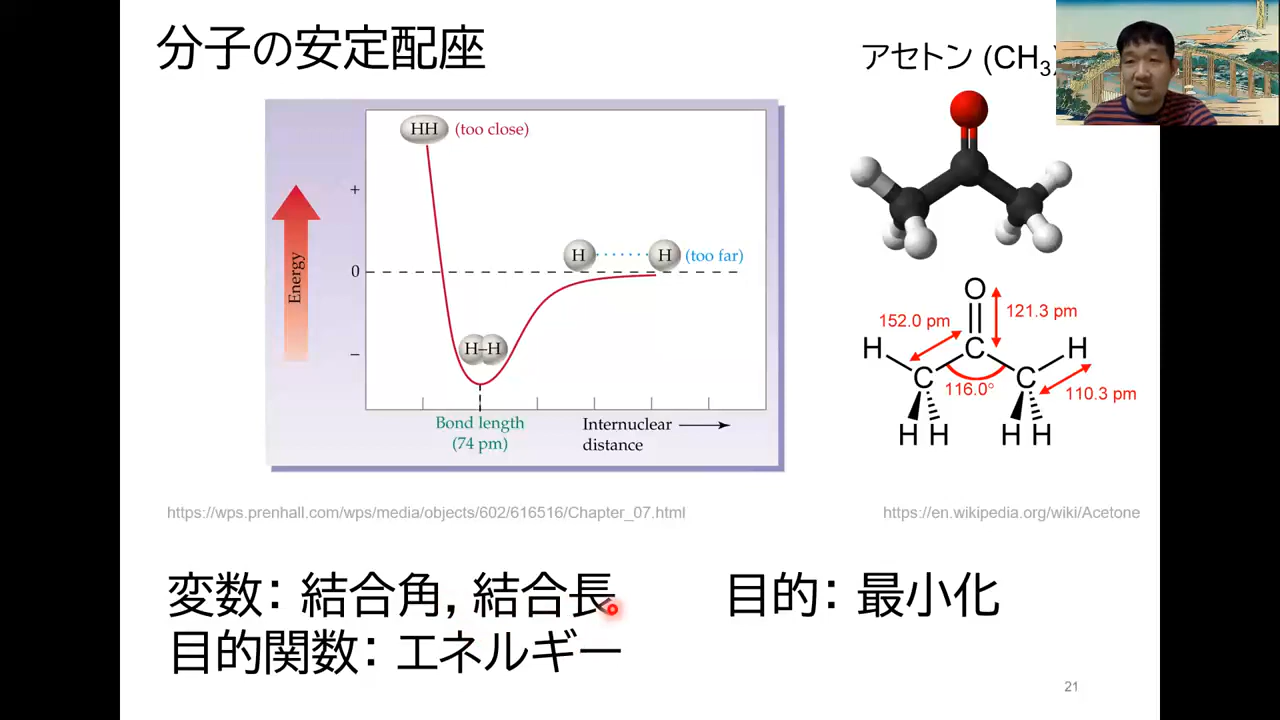 分子の安定配座
アセトン (CH3)
HH (too close)
+
Energy
0
H H (too far)
H–H
–
Bond length
(74 pm)
Internuclear
distance
O
152.0 pm
121.3 pm
H C H
C C
116.0°
110.3 pm
H H H H
https://wps.prenhall.com/wps/media/objects/602/616516/Chapter_07.html
https://en.wikipedia.org/wiki/Acetone
変数: 結合角, 結合長
目的: 最小化
目的関数: エネルギー
21